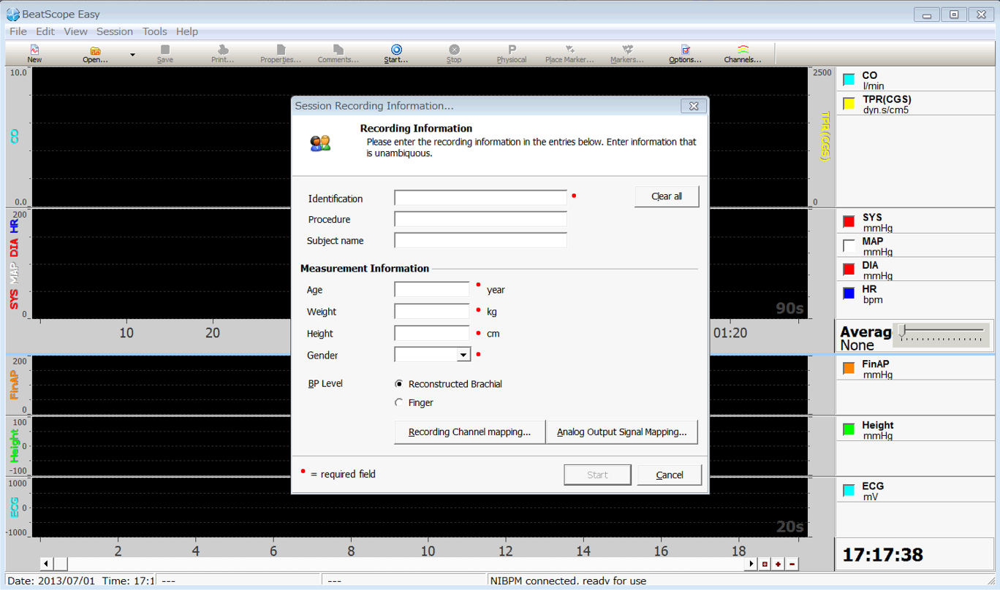 BeatScope Easy
File Edit View Session Tools Help
New Open... Save Print... Properties... Comments... Start... Stop Physical Place Marker... Markers... Options... Channels...
10.0
CO
0.0
2500
TPR(CGS)
0
CO
l/min
TPR(CGS)
dyn.s/cm5
Session Recording Information...
Recording Information
Please enter the recording information in the entries below. Enter information that
is unambiquous.
Identification
Clear all
Procedure
Subject name
Measurement Information
Age year
Weight kg
Height cm
Gender
BP Level Reconstructed Brachial
Finger
Recording Channel mapping... Analog Output Signal Mapping...
= required field
Start Cancel
200
SYS MAP DIA HR
0
90s
10 20 01:20
SYS
mmHg
MAP
mmHg
DIA
mmHg
HR
bpm
Averag
None
200
FinAP
0
FinAP
mmHg
100
Height
0
-100
Height
mmHg
1000
ECG
0
-1000
20s
ECG
mV
2 4 6 8 10 12 14 16 18
17:17:38
Date: 2013/07/01 Time: 17:1 --- --- NIBPM connected, ready for use